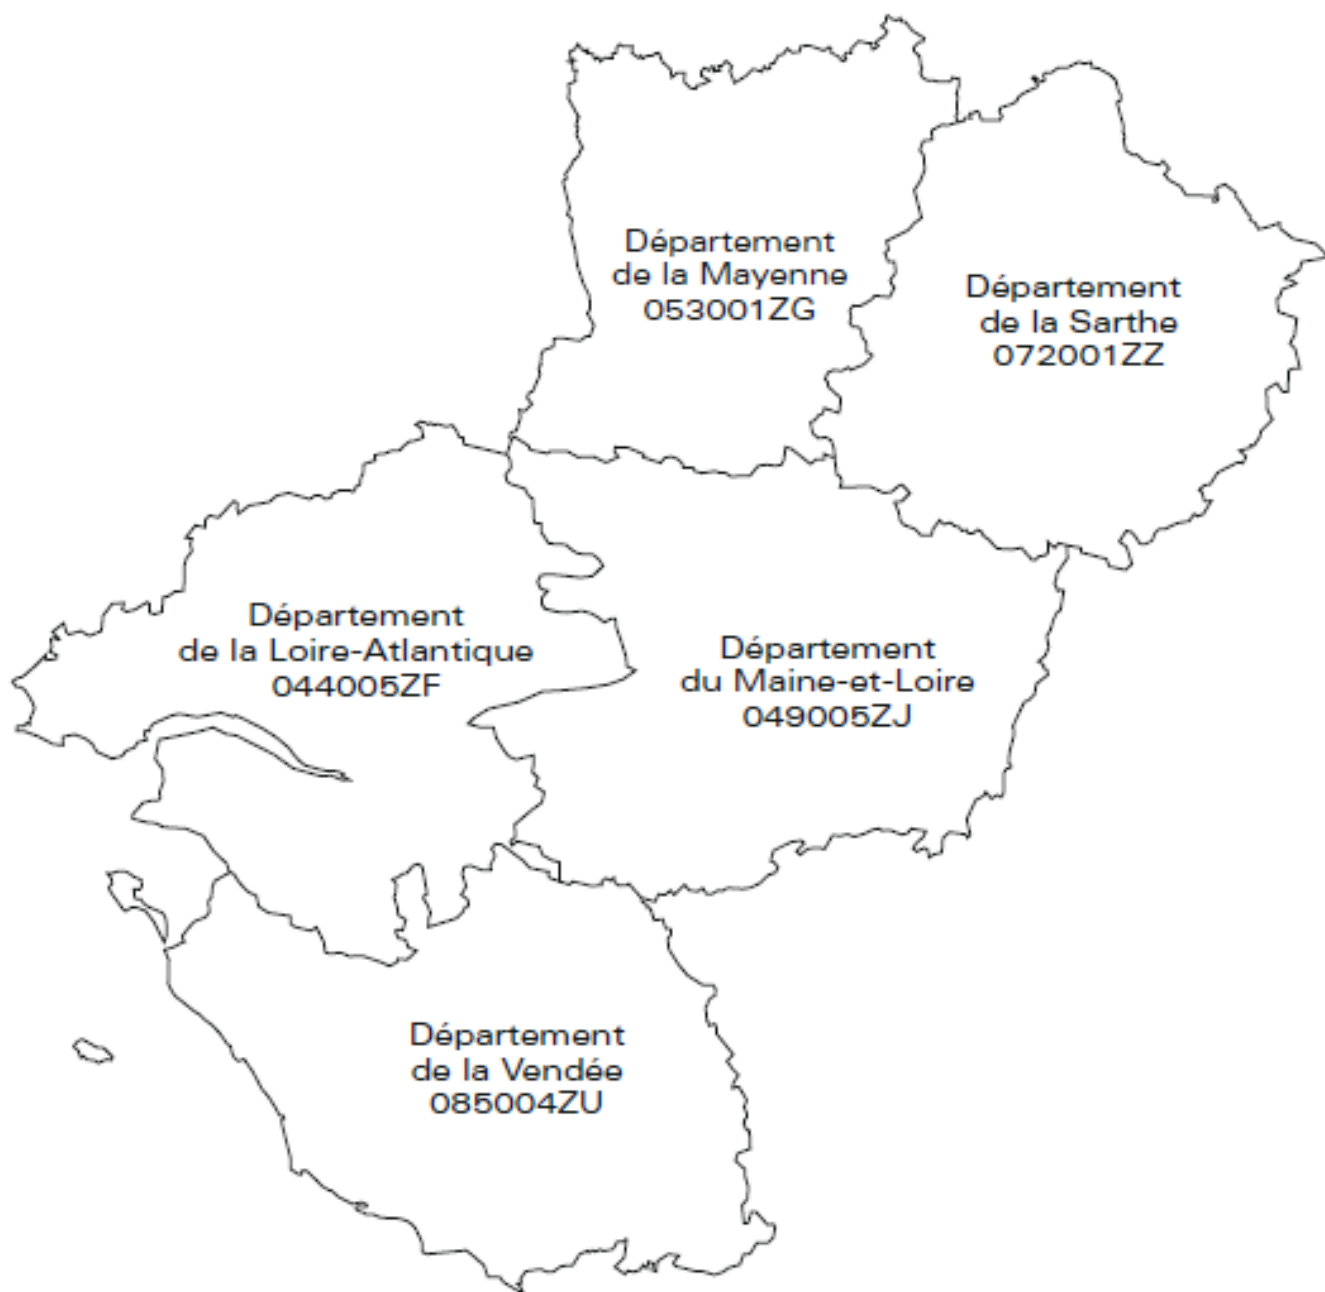 Département
de la Mayenne
053001ZG
Département
de la Sarthe
072001ZZ
Département
de la Loire-Atlantique
044005ZF
Département
du Maine-et-Loire
049005ZJ
Département
de la Vendée
085004ZU